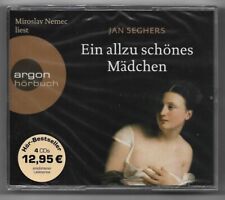 Miroslav Nemec
liest
argon
hörbuch
JAN SEGHERS
Ein allzu schönes
Mädchen
Hör-Bestseller
4 CDs
12,95 €